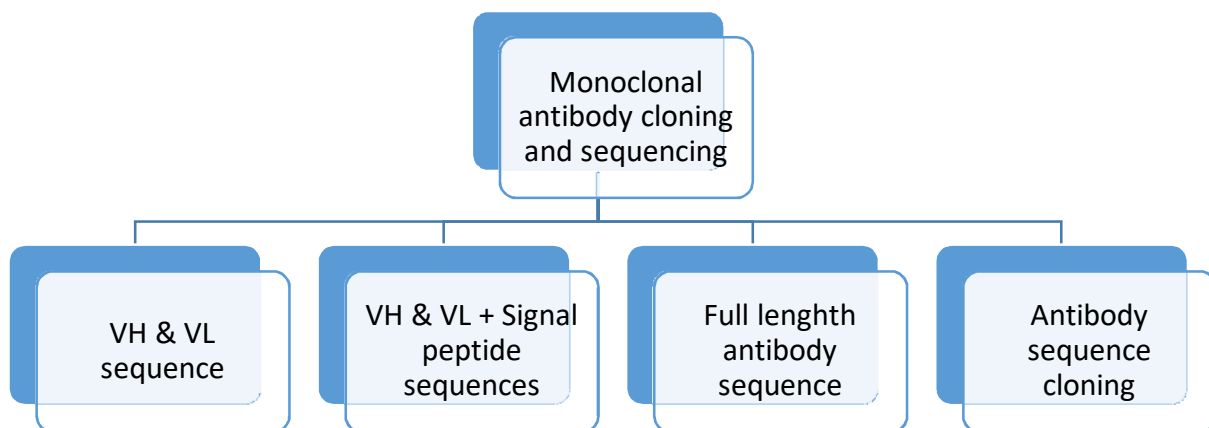 Monoclonal
antibody cloning
and sequencing
VH & VL
sequence
VH & VL + Signal
peptide
sequences
Full lenghth
antibody
sequence
Antibody
sequence
cloning